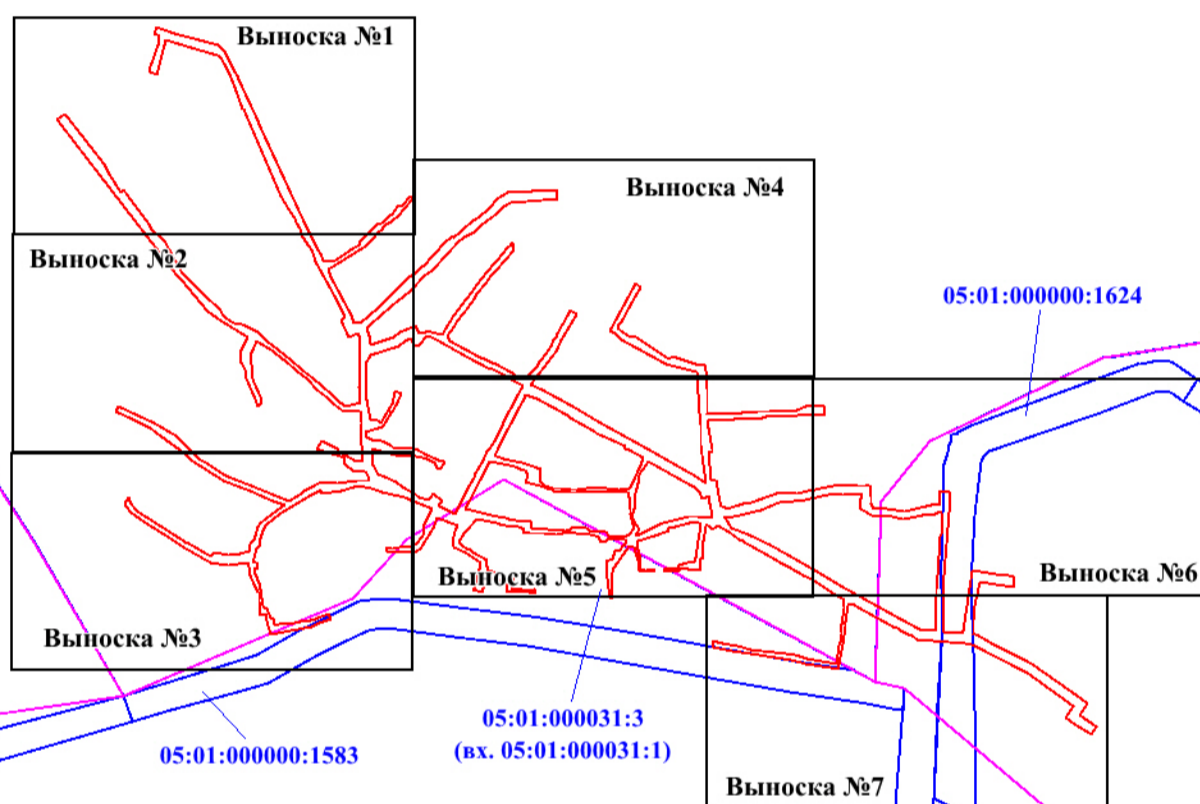 Выноска №1
Выноска №4
Выноска №2
05:01:000000:1624
Выноска №5
Выноска №6
Выноска №3
05:01:000031:3
(вх. 05:01:000031:1)
05:01:000000:1583
Выноска №7